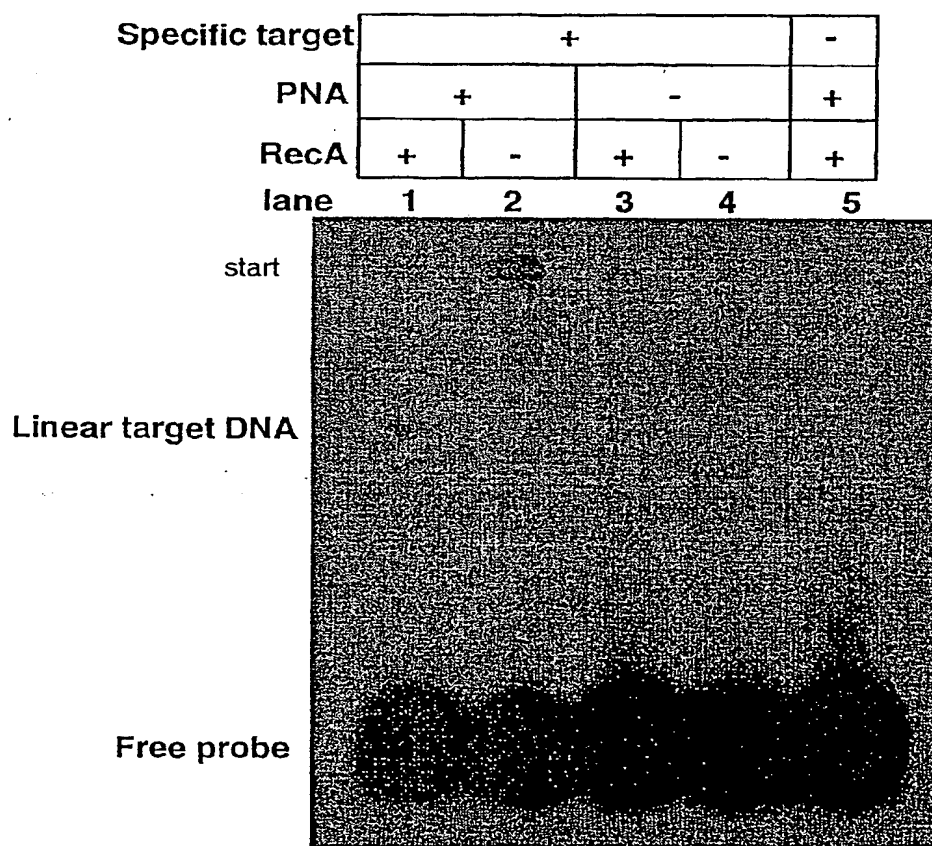 Specific target + -
PNA + - +
RecA + - + - +
lane 1 2 3 4 5
start
Linear target DNA
Free probe